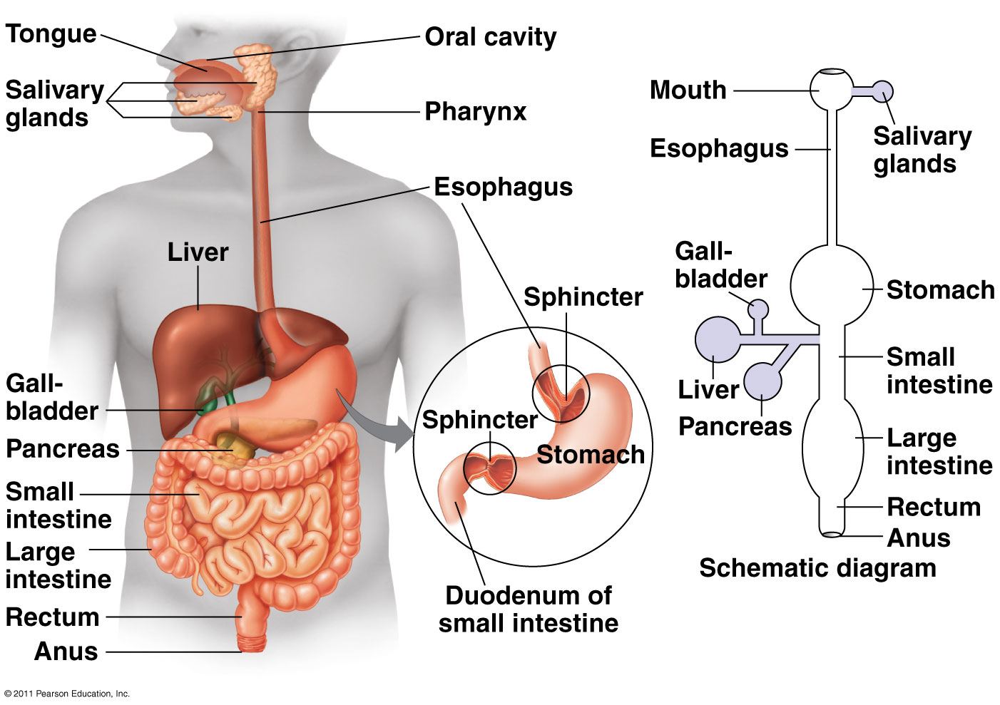 Tongue
Oral cavity
Salivary
glands
Pharynx
Esophagus
Liver
Gall-
bladder
Pancreas
Small
intestine
Large
intestine
Rectum
Anus
Sphincter
Sphincter
Stomach
Duodenum of
small intestine
Mouth
Salivary
glands
Esophagus
Gall-
bladder
Stomach
Liver
Small
intestine
Pancreas
Large
intestine
Rectum
Anus
Schematic diagram
© 2011 Pearson Education, Inc.